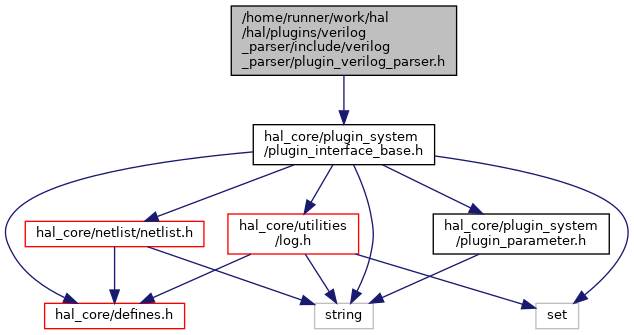 /home/runner/work/hal
/hal/plugins/verilog
_parser/include/verilog
_parser/plugin_verilog_parser.h
hal_core/plugin_system
/plugin_interface_base.h
hal_core/netlist/netlist.h
hal_core/utilities
/log.h
hal_core/plugin_system
/plugin_parameter.h
hal_core/defines.h
string
set